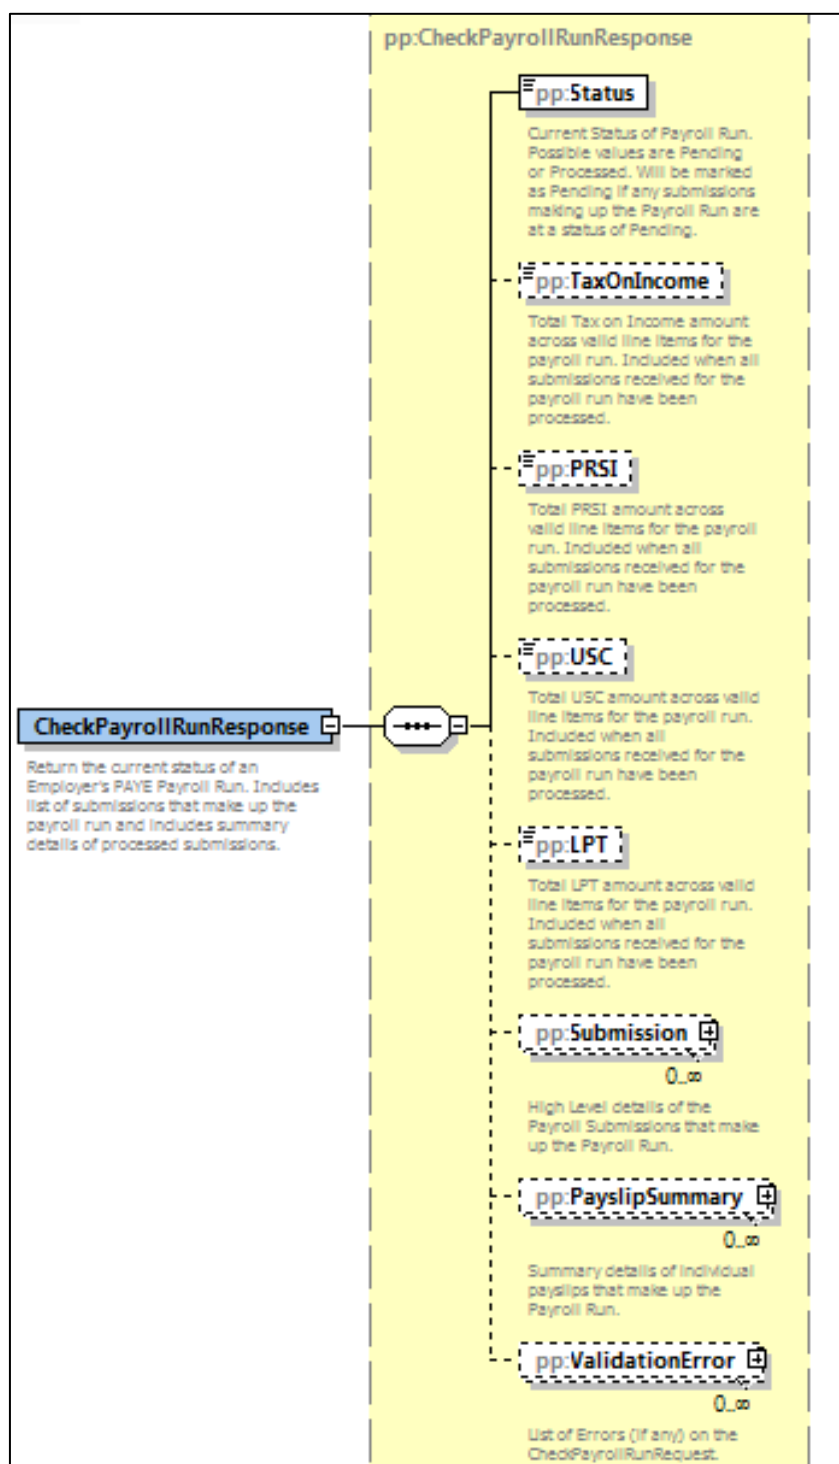 pp:CheckPayrollRunResponse
pp:Status
Current Status of Payroll Run.
Possible values are Pending
or Processed. Will be marked
as Pending if any submissions
making up the Payroll Run are
at a status of Pending.
pp:TaxOnIncome
Total Tax on Income amount
across valid line items for the
payroll run. Included when all
submissions received for the
payroll run have been
processed.
pp:PRSI
Total PRSI amount across
valid line items for the payroll
run. Included when all
submissions received for the
payroll run have been
processed.
pp:USC
Total USC amount across valid
line items for the payroll run.
Included when all
submissions received for the
payroll run have been
processed.
CheckPayrollRunResponse
Return the current status of an
Employer's PAYE Payroll Run. Includes
list of submissions that make up the
payroll run and includes summary
details of processed submissions.
pp:LPT
Total LPT amount across valid
line items for the payroll run.
Included when all
submissions received for the
payroll run have been
processed.
pp:Submission
0..∞
High Level details of the
Payroll Submissions that make
up the Payroll Run.
pp:PayslipSummary
0..∞
Summary details of individual
payslips that make up the
Payroll Run.
pp:ValidationError
0..∞
List of Errors (if any) on the
CheckPayrollRunRequest.